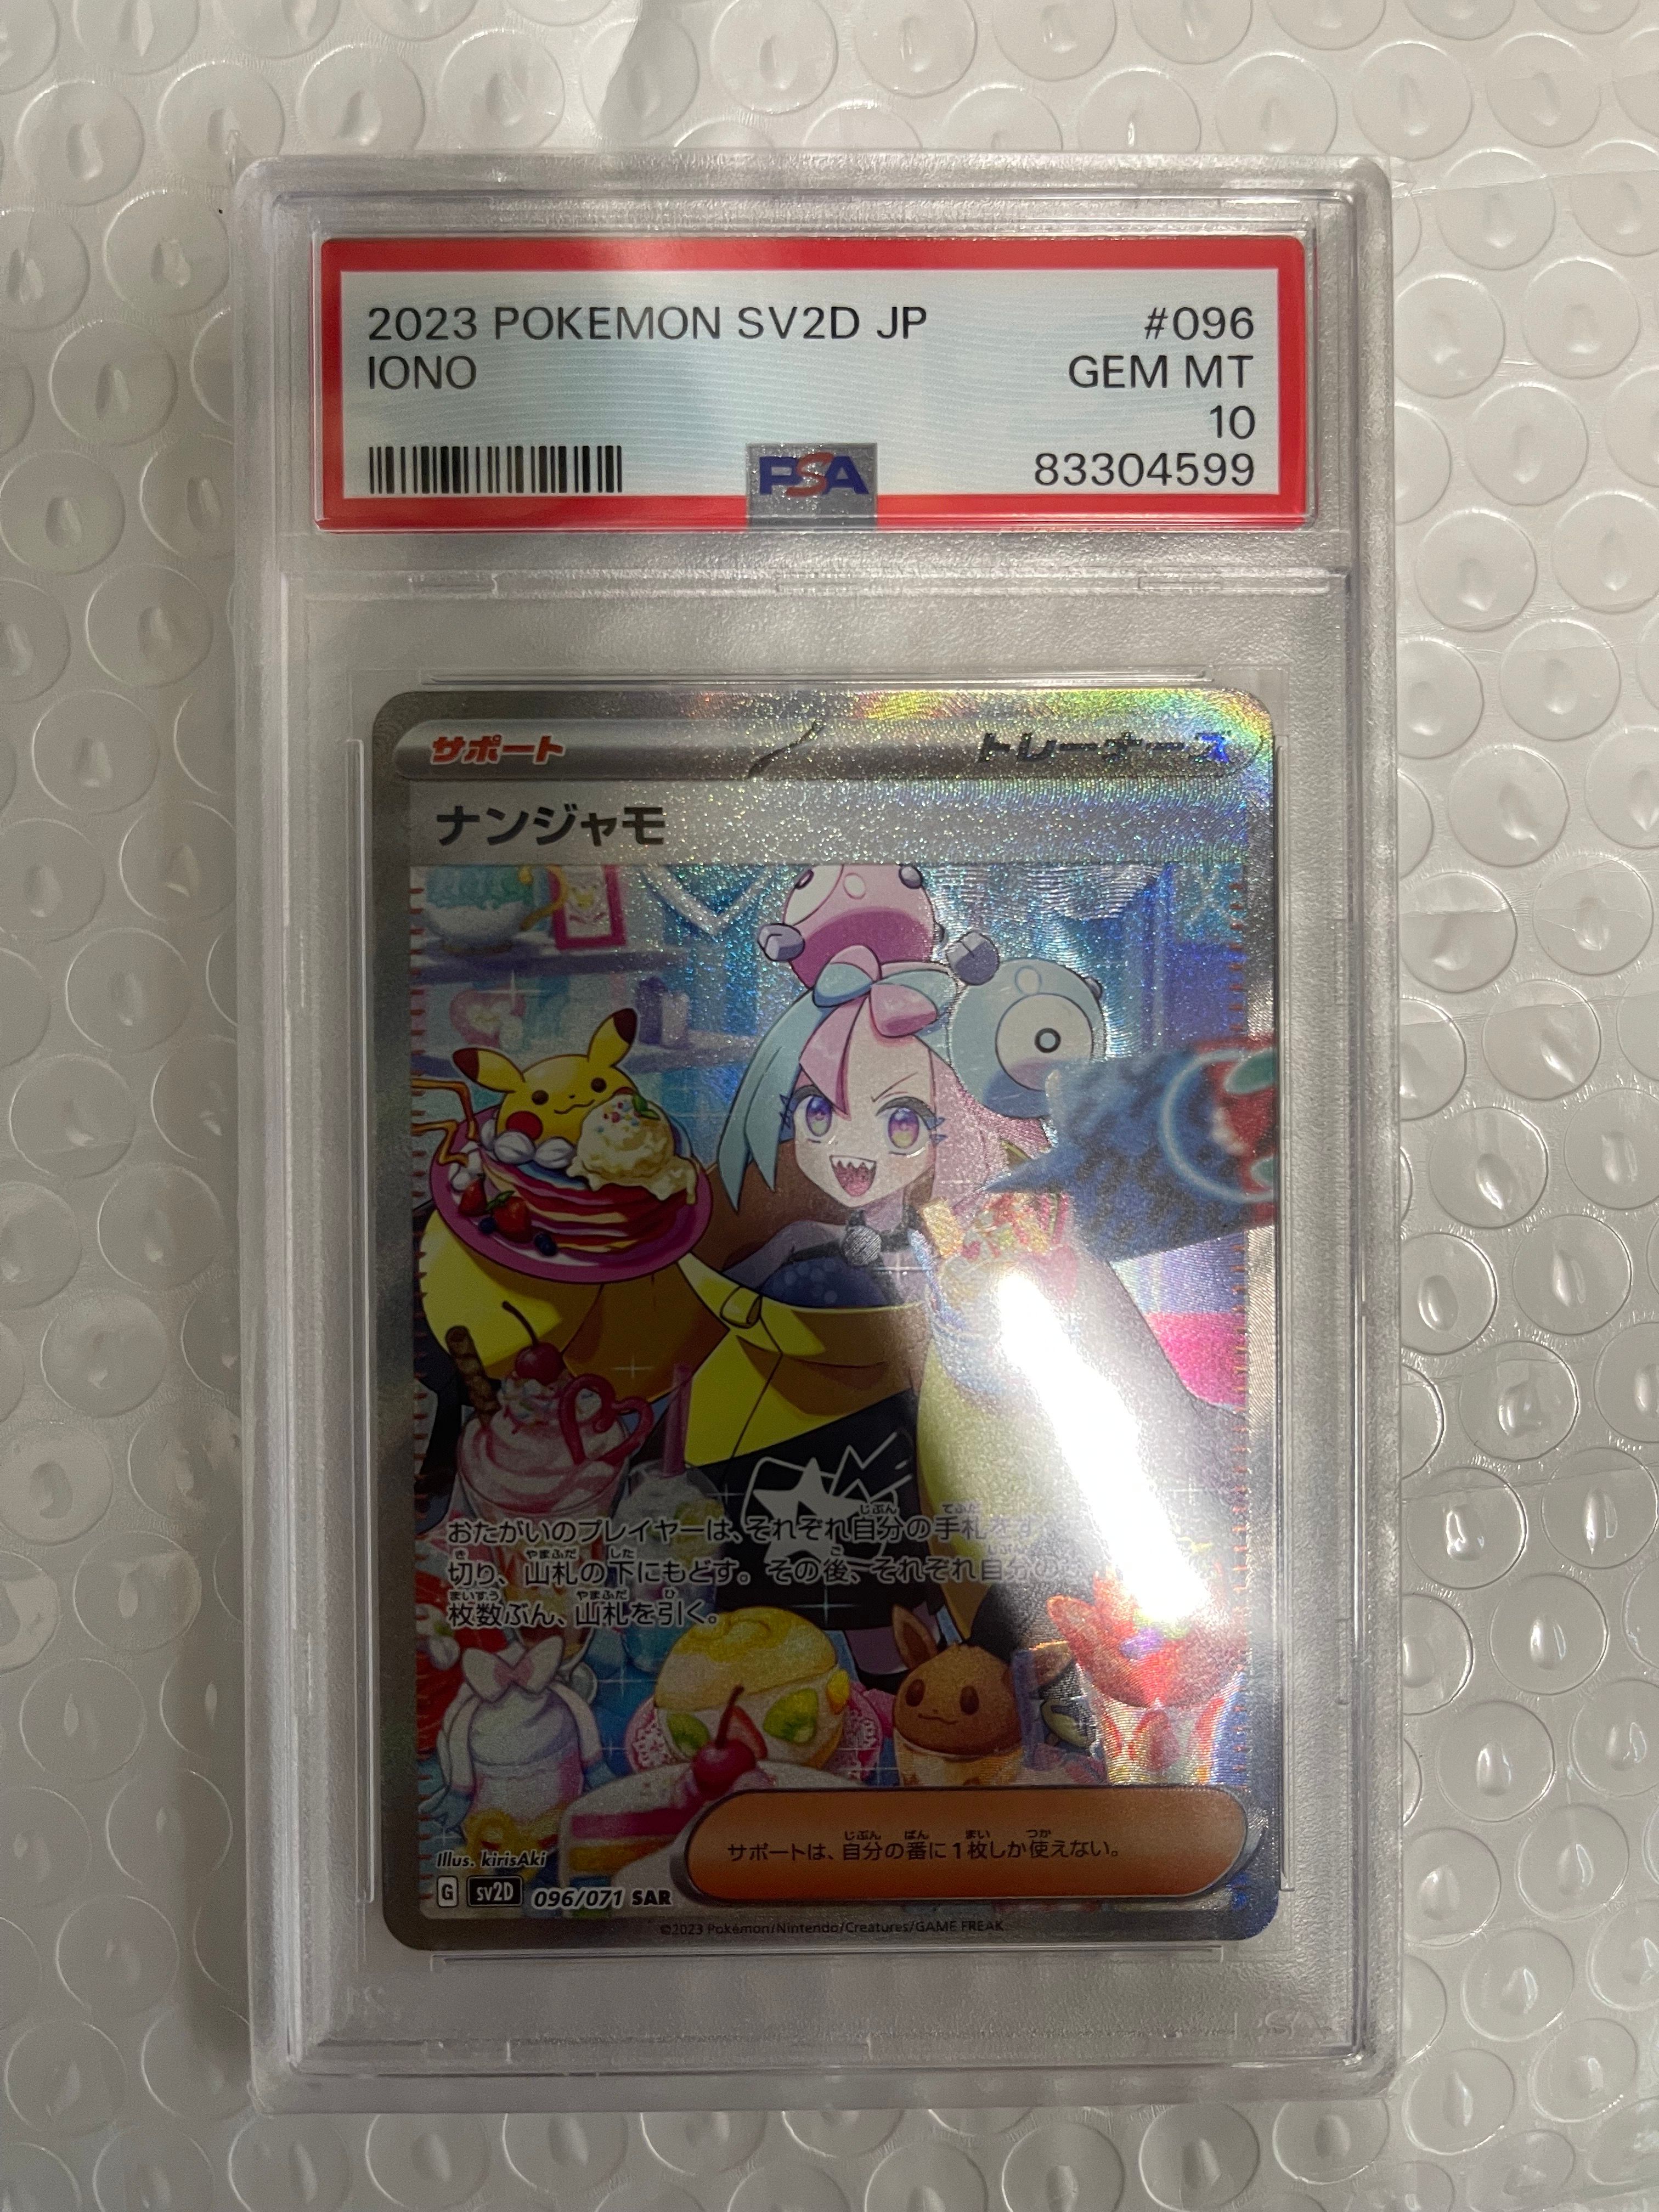 2023 POKEMON SV2D JP #096
IONO GEM MT
10
PSA 83304599
サポート トレーナーズ
ナンジャモ
おたがいのプレイヤーは、それぞれ自分の手札をす
切り、山札の下にもどす。その後、それぞれ自分の
枚数ぶん、山札を引く。
サポートは、自分の番に1枚しか使えない。
Illus. kirisAki
G sv2D 096/071 SAR
©2023 Pokémon/Nintendo/Creatures/GAME FREAK